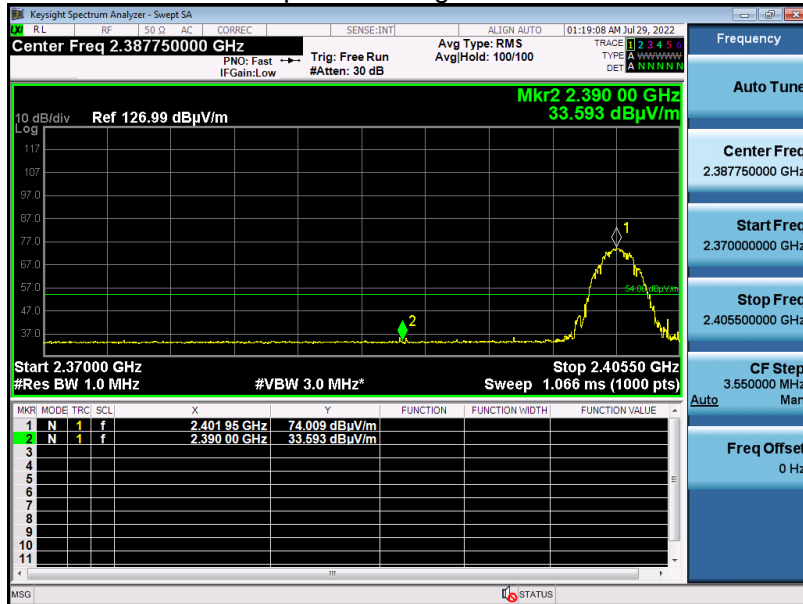 Keysight Spectrum Analyzer - Swept SA
LXI RL RF 50 Ω AC CORREC SENSE:INT ALIGN AUTO 01:19:08 AM Jul 29, 2022
Center Freq 2.387750000 GHz
PNO: Fast
IFGain:Low
Trig: Free Run
#Atten: 30 dB
Avg Type: RMS
Avg|Hold: 100/100
TRACE 1 2 3 4 5 6
TYPE A WWWWW
DET A N N N N N
Mkr2 2.390 00 GHz
33.593 dBµV/m
10 dB/div Ref 126.99 dBµV/m
Log
117
107
97.0
87.0
77.0
67.0
57.0
47.0
37.0
1
54.00 dBµV/m
2
Start 2.37000 GHz Stop 2.40550 GHz
#Res BW 1.0 MHz #VBW 3.0 MHz* Sweep 1.066 ms (1000 pts)
MKR MODE TRC SCL X Y FUNCTION FUNCTION WIDTH FUNCTION VALUE
1 N 1 f 2.401 95 GHz 74.009 dBµV/m
2 N 1 f 2.390 00 GHz 33.593 dBµV/m
3
4
5
6
7
8
9
10
11
MSG STATUS
Frequency
Auto Tune
Center Freq
2.387750000 GHz
Start Freq
2.370000000 GHz
Stop Freq
2.405500000 GHz
CF Step
3.550000 MHz
Auto Man
Freq Offset
0 Hz